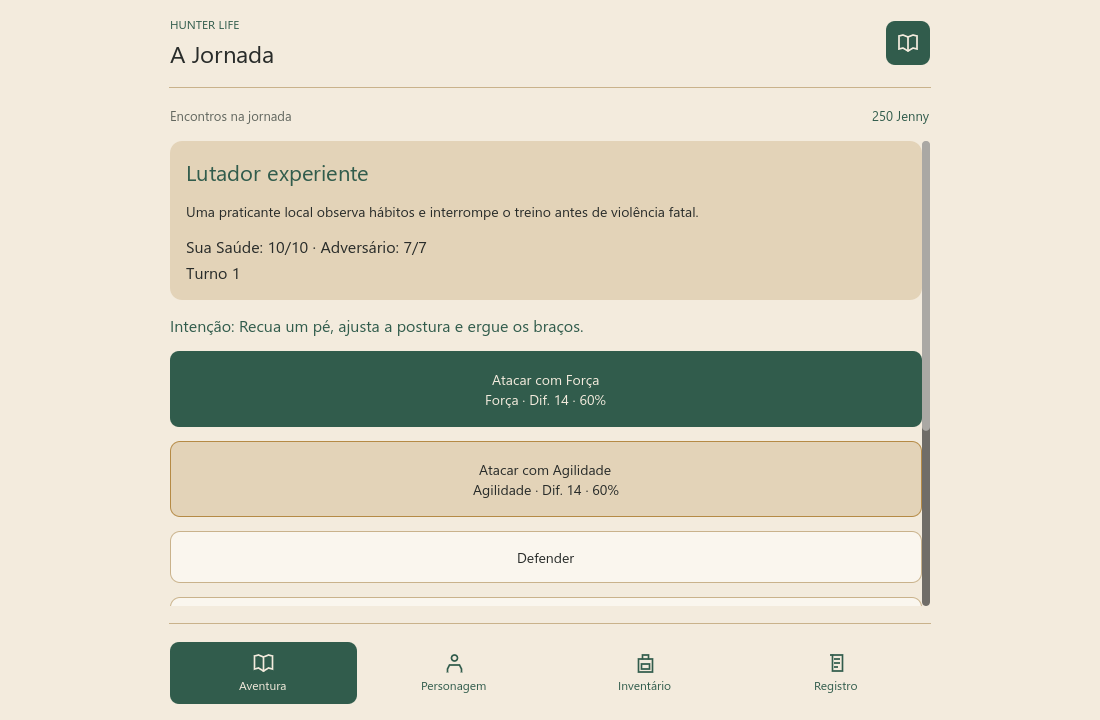 HUNTER LIFE
A Jornada
Encontros na jornada
250 Jenny
Lutador experiente
Uma praticante local observa hábitos e interrompe o treino antes de violência fatal.
Sua Saúde: 10/10 · Adversário: 7/7
Turno 1
Intenção: Recua um pé, ajusta a postura e ergue os braços.
Atacar com Força
Força · Dif. 14 · 60%
Atacar com Agilidade
Agilidade · Dif. 14 · 60%
Defender
Aventura
Personagem
Inventário
Registro